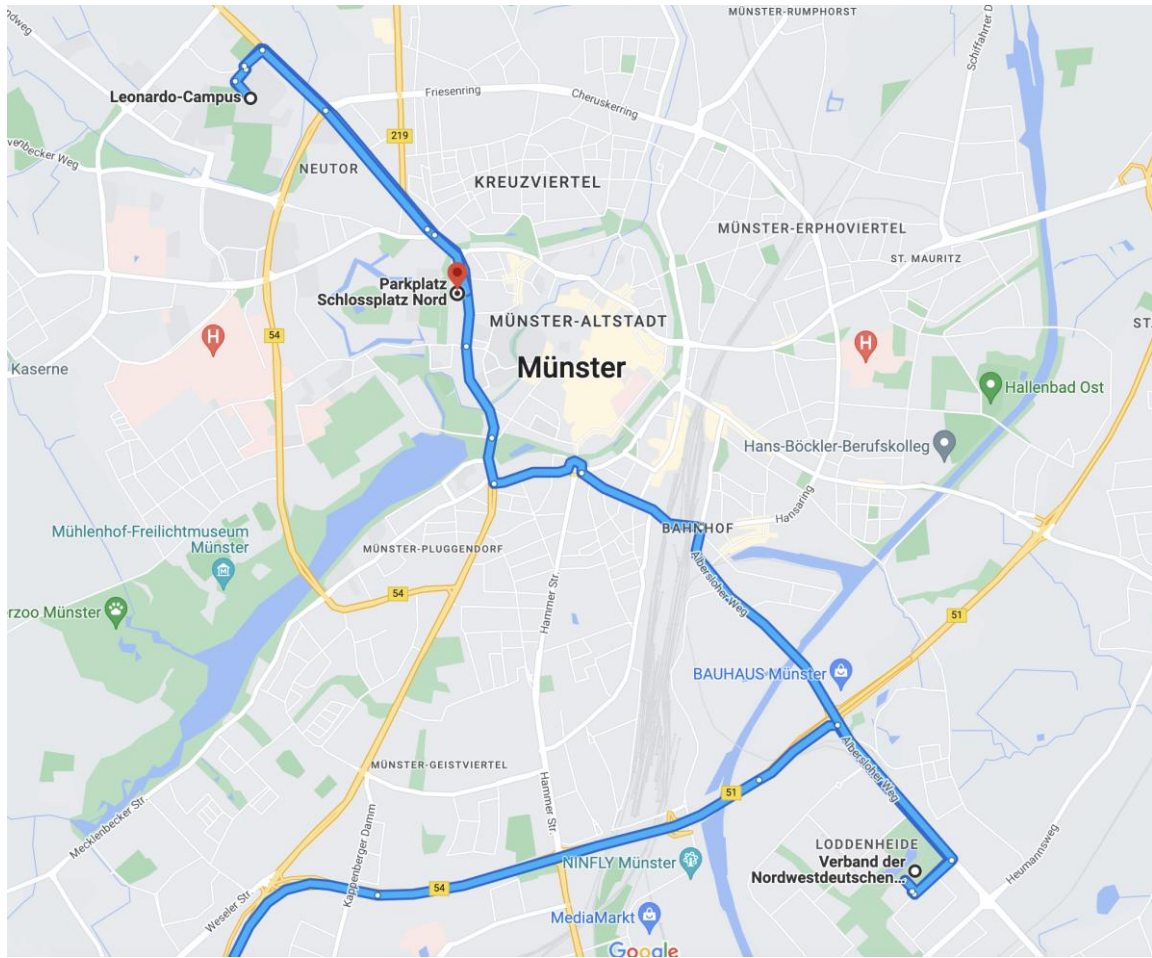 MÜNSTER-RUMPHORST
Leonardo-Campus
Friesenring
Cheruskerring
219
NEUTOR
KREUZVIERTEL
MÜNSTER-ERPHOVIERTEL
ST. MAURITZ
Parkplatz
Schlossplatz Nord
MÜNSTER-ALTSTADT
ST.
H
54
Münster
H
Kaserne
Hallenbad Ost
Hans-Böckler-Berufskolleg
Hansaring
BAHNHOF
Mühlenhof-Freilichtmuseum
Münster
MÜNSTER-PLUGGENDORF
Albersloher Weg
54
Hammer Str.
erzoo Münster
51
BAUHAUS Münster
Albersloher Weg
MÜNSTER-GEISTVIERTEL
Hammer Str.
51
Mecklenbecker Str.
Kappenberger Damm
LODDENHEIDE
Verband der
Nordwestdeutschen...
NINFLY Münster
Heumannsweg
54
Weseler Str.
MediaMarkt
Google